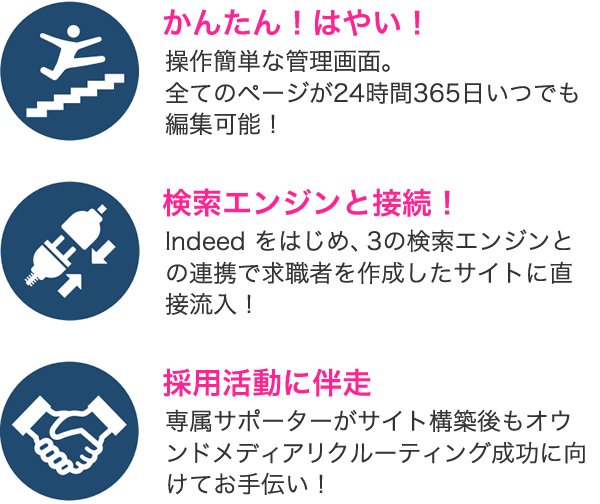 かんたん！はやい！
操作簡単な管理画面。
全てのページが24時間365日いつでも
編集可能！
検索エンジンと接続！
Indeed をはじめ、3の検索エンジンと
の連携で求職者を作成したサイトに直
接流入！
採用活動に伴走
専属サポーターがサイト構築後もオウ
ンドメディアリクルーティング成功に向
けてお手伝い！